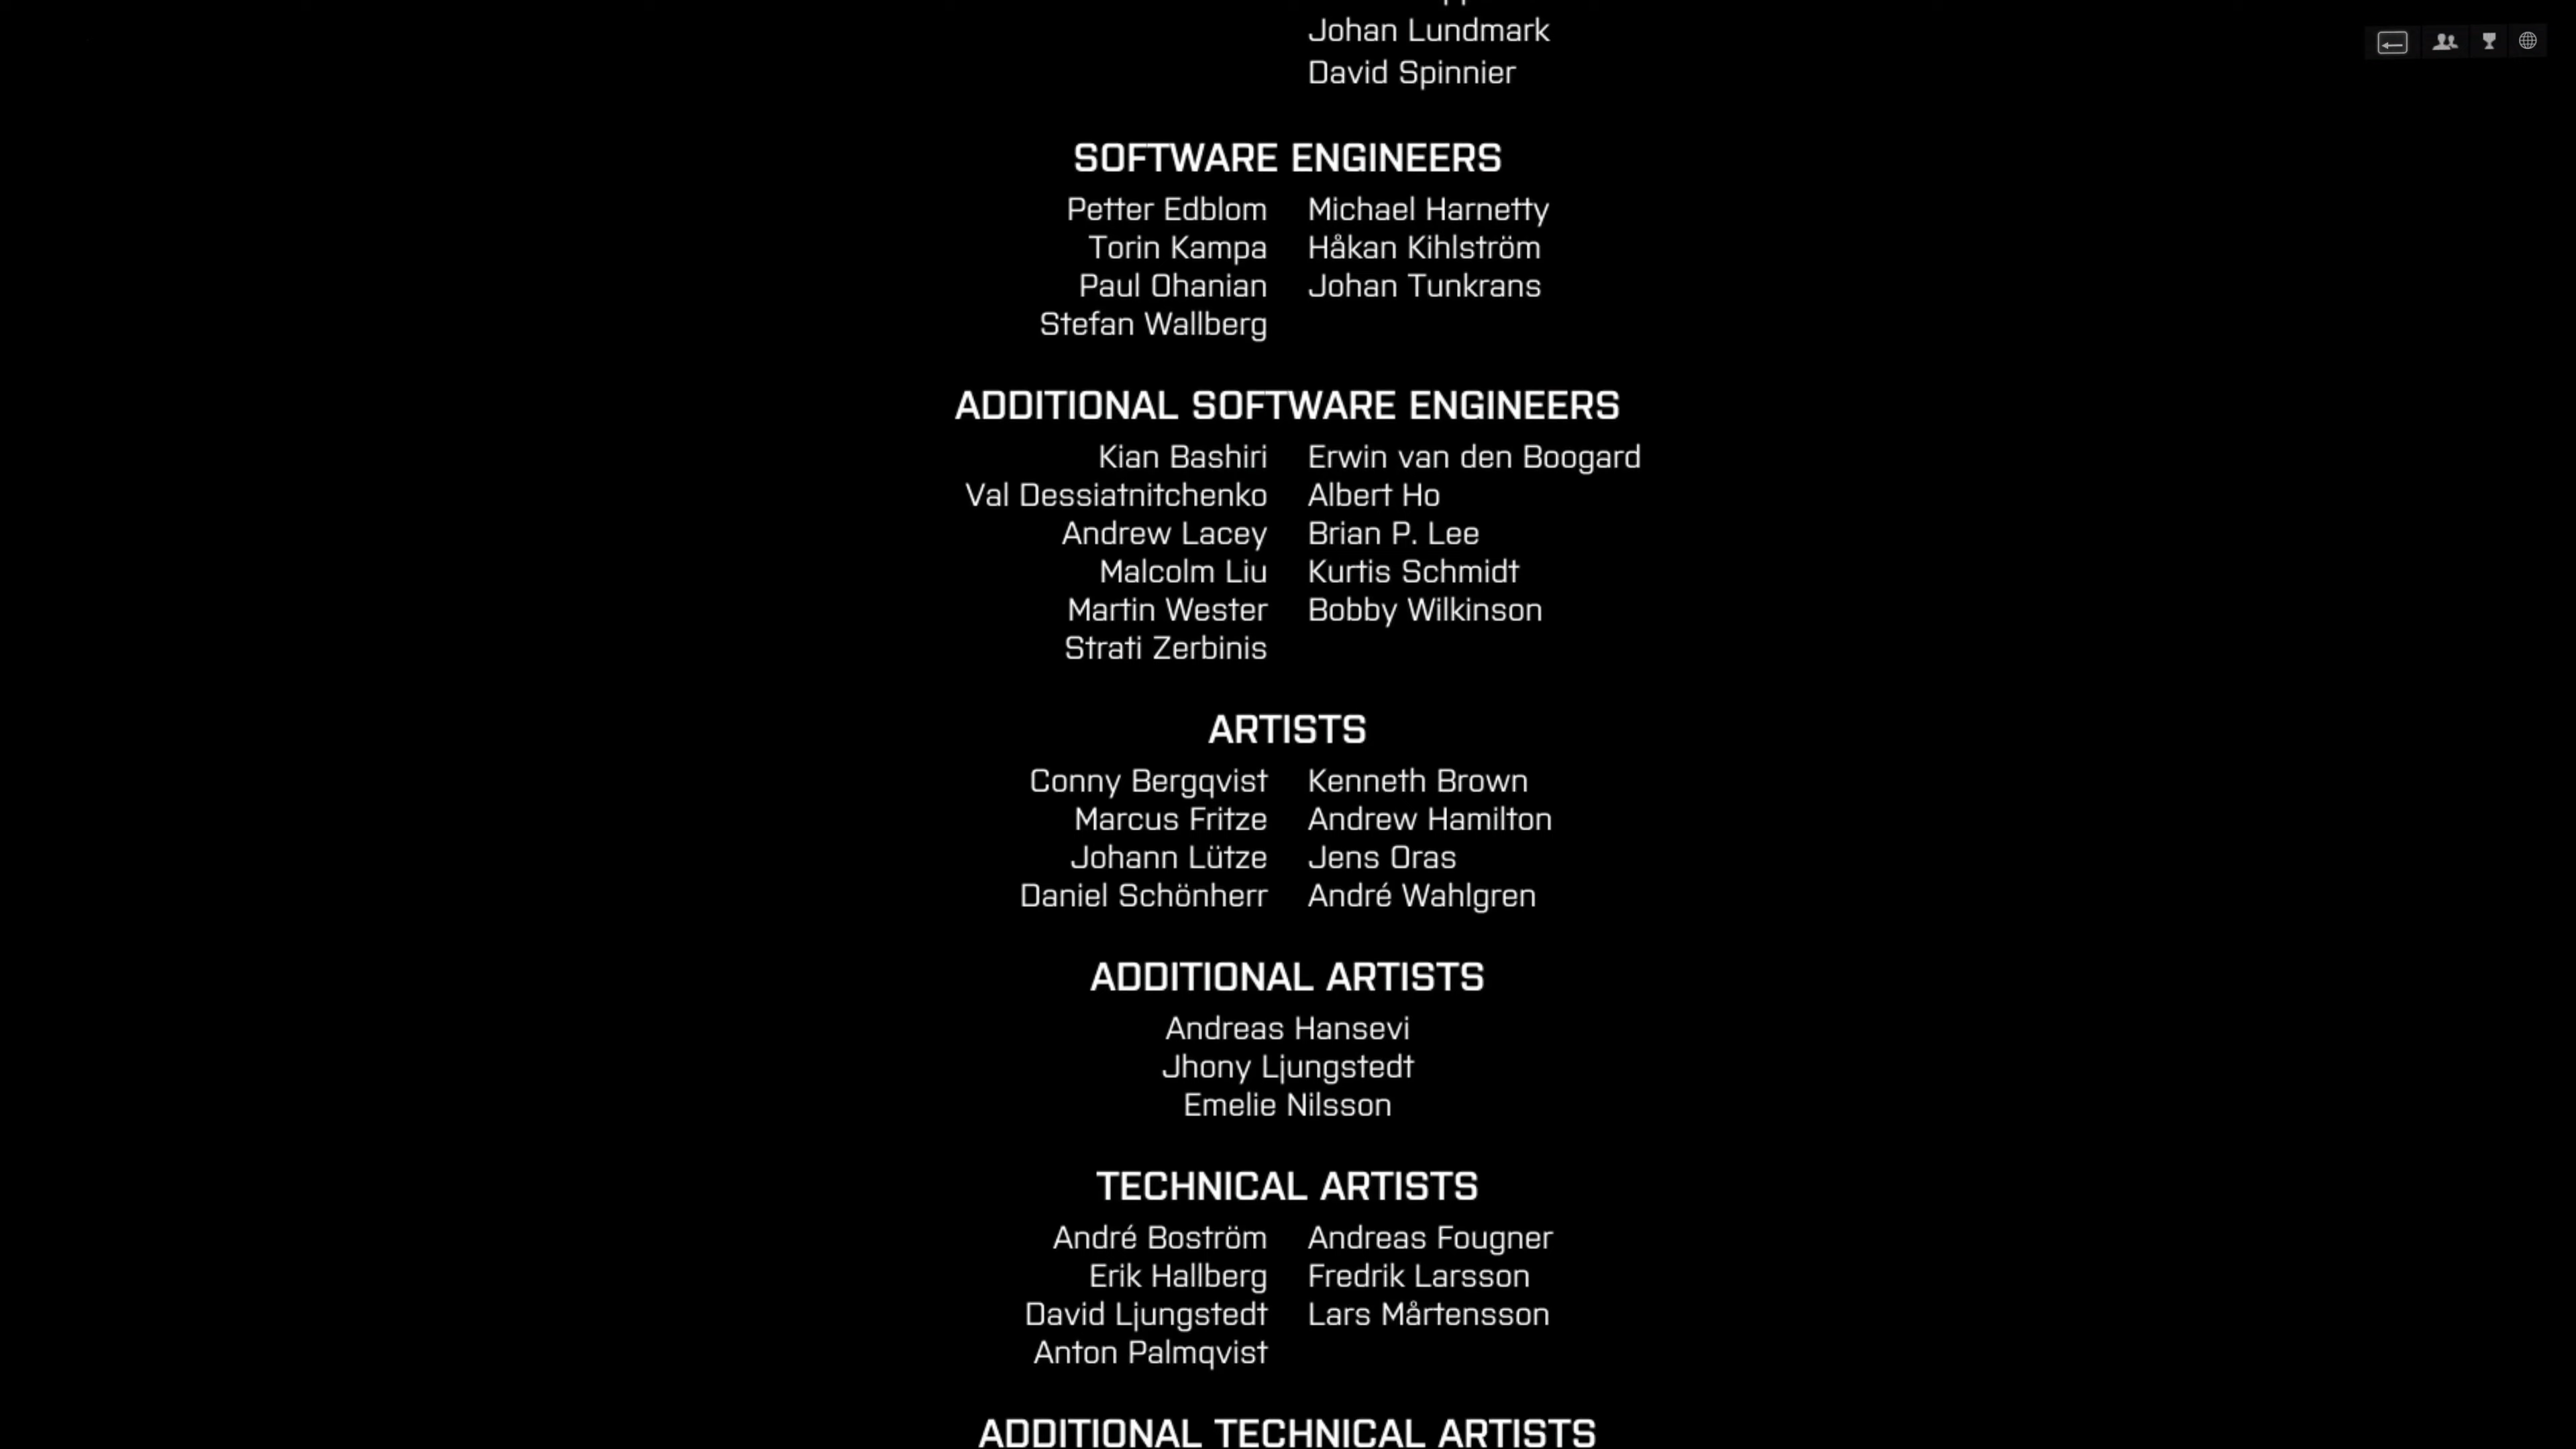 Johan Lundmark
David Spinnier
SOFTWARE ENGINEERS
Petter Edblom Michael Harnetty
Torin Kampa Håkan Kihlström
Paul Ohanian Johan Tunkrans
Stefan Wallberg
ADDITIONAL SOFTWARE ENGINEERS
Kian Bashiri Erwin van den Boogard
Val Dessiatnitchenko Albert Ho
Andrew Lacey Brian P. Lee
Malcolm Liu Kurtis Schmidt
Martin Wester Bobby Wilkinson
Strati Zerbinis
ARTISTS
Conny Bergqvist Kenneth Brown
Marcus Fritze Andrew Hamilton
Johann Lütze Jens Oras
Daniel Schönherr André Wahlgren
ADDITIONAL ARTISTS
Andreas Hansevi
Jhony Ljungstedt
Emelie Nilsson
TECHNICAL ARTISTS
André Boström Andreas Fougner
Erik Hallberg Fredrik Larsson
David Ljungstedt Lars Mårtensson
Anton Palmqvist
ADDITIONAL TECHNICAL ARTISTS